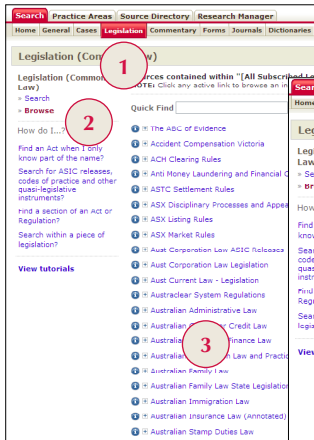 Search Practice Areas Source Directory Research Manager
Home General Cases Legislation Commentary Forms Journals Dictionaries
Legislation (Com
Legislation (Common Law)
Search
Browse
How do I...?
Find an Act when I only know part of the name?
Search for ASIC releases, codes of practice and other quasi-legislative instruments?
Find a section of an Act or Regulation?
Search within a piece of legislation?
View tutorials
1
2
rces contained within "[All Subscribed
NOTE: Click any active link to browse an in
Quick Find
The ABC of Evidence
Accident Compensation Victoria
ACH Clearing Rules
Anti Money Laundering and Financial
ASTC Settlement Rules
ASX Disciplinary Processes and Appea
ASX Listing Rules
ASX Market Rules
Aust Corporation Law ASIC Releases
Aust Corporation Law Legislation
Aust Current Law - Legislation
Austraclear System Regulations
Australian Administrative Law
Australian C r Credit Law
Australian Finance Law
Australian Law and Practic
Australian Family Law
Australian Family Law State Legislation
Australian Immigration Law
Australian Insurance Law (Annotated)
Australian Stamp Duties Law
3
Sear
Home
Leg
Legi
Law
Se
Br
How
Find
know
Sear
code
quas
instr
Find
Regu
Sear
legis
View